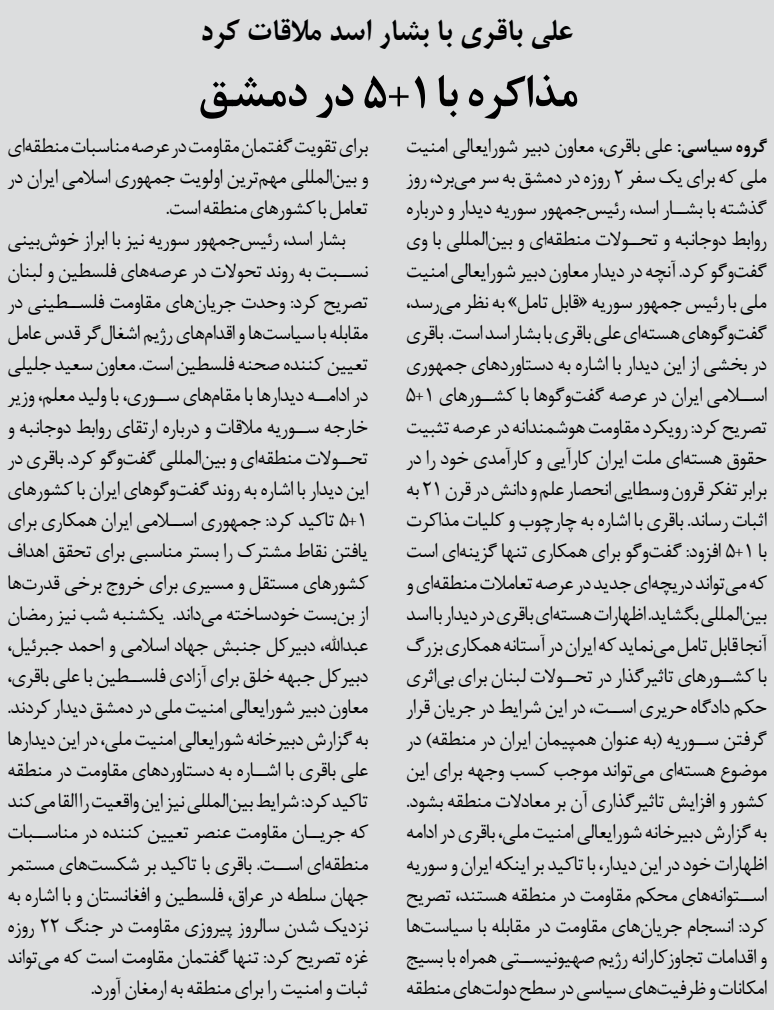 علی باقری با بشار اسد ملاقات کرد
مذاکره با ۱+۵ در دمشق
گروه سیاسی: علی باقری، معاون دبیر شورایعالی امنیت
ملی که برای یک سفر ۲ روزه در دمشق به سر می‌برد، روز
گذشته با بشار اسد، رئیس‌جمهور سوریه دیدار و درباره
روابط دوجانبه و تحولات منطقه‌ای و بین‌المللی با وی
گفت‌وگو کرد. آنچه در دیدار معاون دبیر شورایعالی امنیت
ملی با رئیس جمهور سوریه «قابل تامل» به نظر می‌رسد،
گفت‌وگوهای هسته‌ای علی باقری با بشار اسد است. باقری
در بخشی از این دیدار با اشاره به دستاوردهای جمهوری
اسلامی ایران در عرصه گفت‌وگوها با کشورهای ۱+۵
تصریح کرد: رویکرد مقاومت هوشمندانه در عرصه تثبیت
حقوق هسته‌ای ملت ایران کارآیی و کارآمدی خود را در
برابر تفکر قرون وسطایی انحصار علم و دانش در قرن ۲۱ به
اثبات رساند. باقری با اشاره به چارچوب و کلیات مذاکرت
با ۱+۵ افزود: گفت‌وگو برای همکاری تنها گزینه‌ای است
که می‌تواند دریچه‌ای جدید در عرصه تعاملات منطقه‌ای و
بین‌المللی بگشاید. اظهارات هسته‌ای باقری در دیدار با اسد
آنجا قابل تامل می‌نماید که ایران در آستانه همکاری بزرگ
با کشورهای تاثیرگذار در تحولات لبنان برای بی‌اثری
حکم دادگاه حریری است، در این شرایط در جریان قرار
گرفتن سوریه (به عنوان همپیمان ایران در منطقه) در
موضوع هسته‌ای می‌تواند موجب کسب وجهه برای این
کشور و افزایش تاثیرگذاری آن بر معادلات منطقه بشود.
به گزارش دبیرخانه شورایعالی امنیت ملی، باقری در ادامه
اظهارات خود در این دیدار، با تاکید بر اینکه ایران و سوریه
استوانه‌های محکم مقاومت در منطقه هستند، تصریح
کرد: انسجام جریان‌های مقاومت در مقابله با سیاست‌ها
و اقدامات تجاوزکارانه رژیم صهیونیستی همراه با بسیج
امکانات و ظرفیت‌های سیاسی در سطح دولت‌های منطقه
برای تقویت گفتمان مقاومت در عرصه مناسبات منطقه‌ای
و بین‌المللی مهم‌ترین اولویت جمهوری اسلامی ایران در
تعامل با کشورهای منطقه است.
بشار اسد، رئیس‌جمهور سوریه نیز با ابراز خوش‌بینی
نسبت به روند تحولات در عرصه‌های فلسطین و لبنان
تصریح کرد: وحدت جریان‌های مقاومت فلسطینی در
مقابله با سیاست‌ها و اقدام‌های رژیم اشغال‌گر قدس عامل
تعیین کننده صحنه فلسطین است. معاون سعید جلیلی
در ادامه دیدارها با مقام‌های سوری، با ولید معلم، وزیر
خارجه سوریه ملاقات و درباره ارتقای روابط دوجانبه و
تحولات منطقه‌ای و بین‌المللی گفت‌وگو کرد. باقری در
این دیدار با اشاره به روند گفت‌وگوهای ایران با کشورهای
۱+۵ تاکید کرد: جمهوری اسلامی ایران همکاری برای
یافتن نقاط مشترک را بستر مناسبی برای تحقق اهداف
کشورهای مستقل و مسیری برای خروج برخی قدرت‌ها
از بن‌بست خودساخته می‌داند. یکشنبه شب نیز رمضان
عبدالله، دبیرکل جنبش جهاد اسلامی و احمد جبرئیل،
دبیرکل جبهه خلق برای آزادی فلسطین با علی باقری،
معاون دبیر شورایعالی امنیت ملی در دمشق دیدار کردند.
به گزارش دبیرخانه شورایعالی امنیت ملی، در این دیدارها
علی باقری با اشاره به دستاوردهای مقاومت در منطقه
تاکید کرد: شرایط بین‌المللی نیز این واقعیت را القا می‌کند
که جریان مقاومت عنصر تعیین کننده در مناسبات
منطقه‌ای است. باقری با تاکید بر شکست‌های مستمر
جهان سلطه در عراق، فلسطین و افغانستان و با اشاره به
نزدیک شدن سالروز پیروزی مقاومت در جنگ ۲۲ روزه
غزه تصریح کرد: تنها گفتمان مقاومت است که می‌تواند
ثبات و امنیت را برای منطقه به ارمغان آورد.